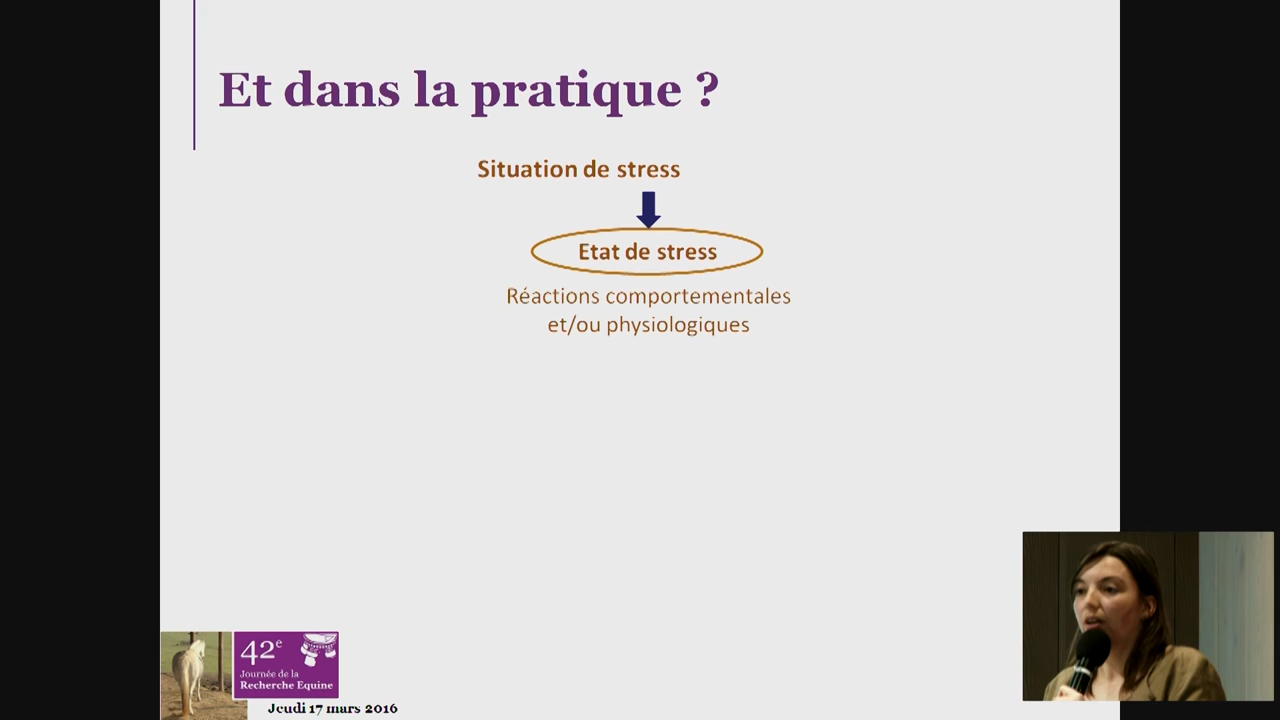 Et dans la pratique ?
Situation de stress
Etat de stress
Réactions comportementales
et/ou physiologiques
42e
Journée de la
Recherche Equine
Jeudi 17 mars 2016